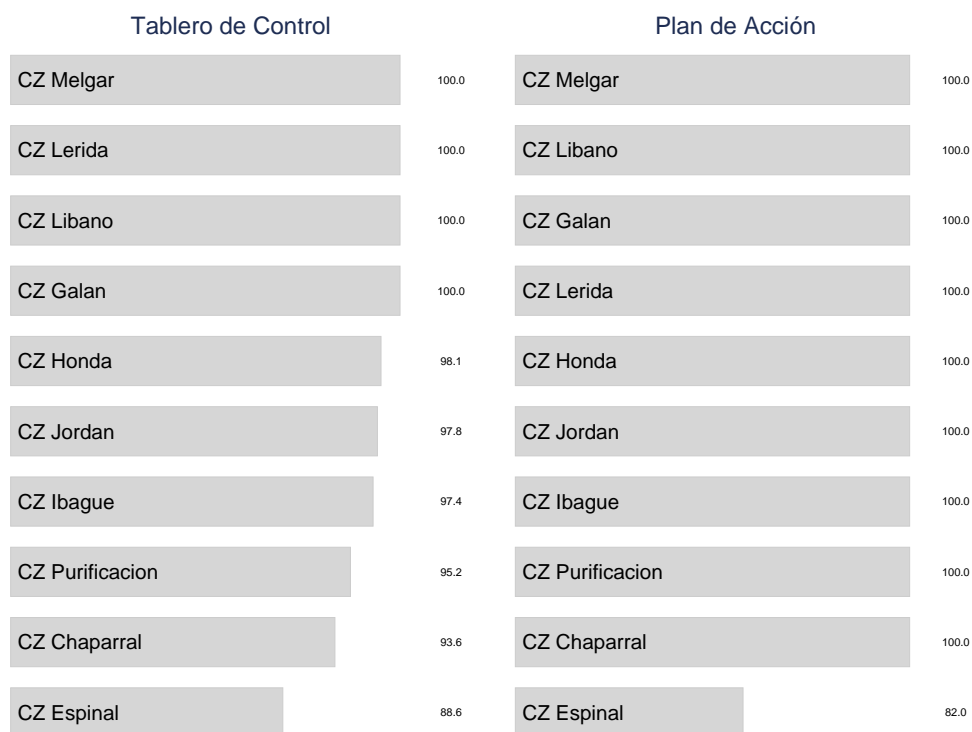 Tablero de Control
CZ Melgar 100.0
CZ Lerida 100.0
CZ Libano 100.0
CZ Galan 100.0
CZ Honda 98.1
CZ Jordan 97.8
CZ Ibague 97.4
CZ Purificacion 95.2
CZ Chaparral 93.6
CZ Espinal 88.6
Plan de Acción
CZ Melgar 100.0
CZ Libano 100.0
CZ Galan 100.0
CZ Lerida 100.0
CZ Honda 100.0
CZ Jordan 100.0
CZ Ibague 100.0
CZ Purificacion 100.0
CZ Chaparral 100.0
CZ Espinal 82.0